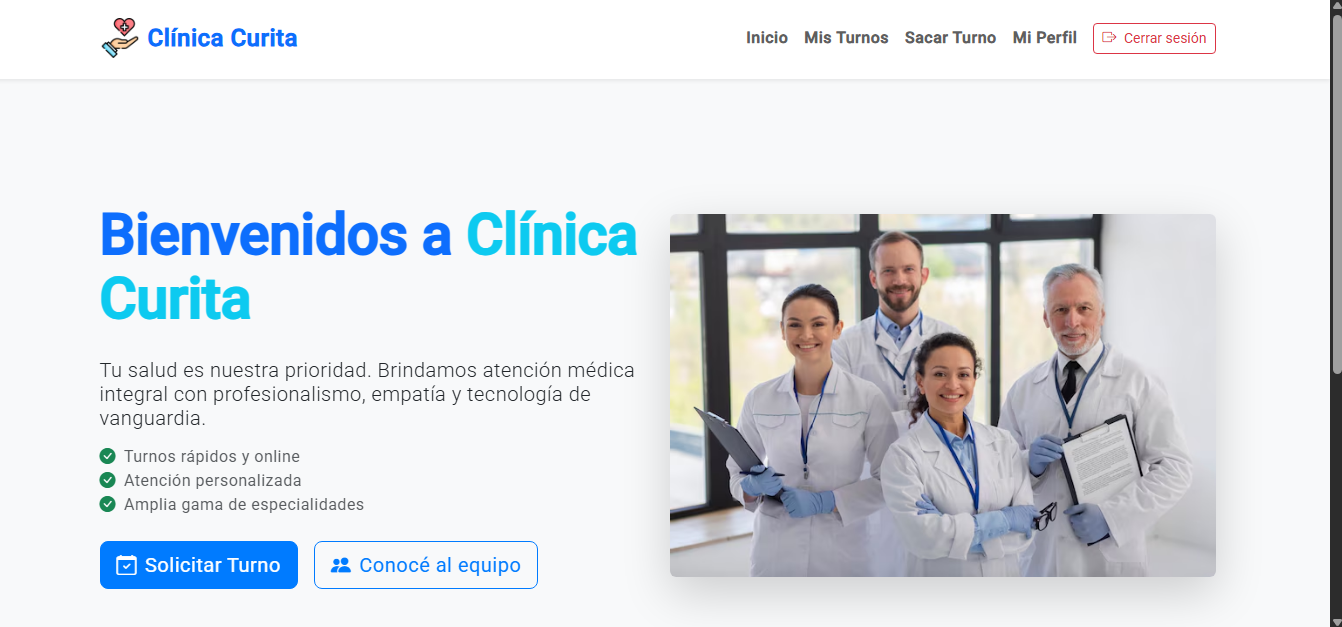 Clínica Curita
Inicio Mis Turnos Sacar Turno Mi Perfil Cerrar sesión
Bienvenidos a Clínica
Curita
Tu salud es nuestra prioridad. Brindamos atención médica
integral con profesionalismo, empatía y tecnología de
vanguardia.
Turnos rápidos y online
Atención personalizada
Amplia gama de especialidades
Solicitar Turno Conocé al equipo